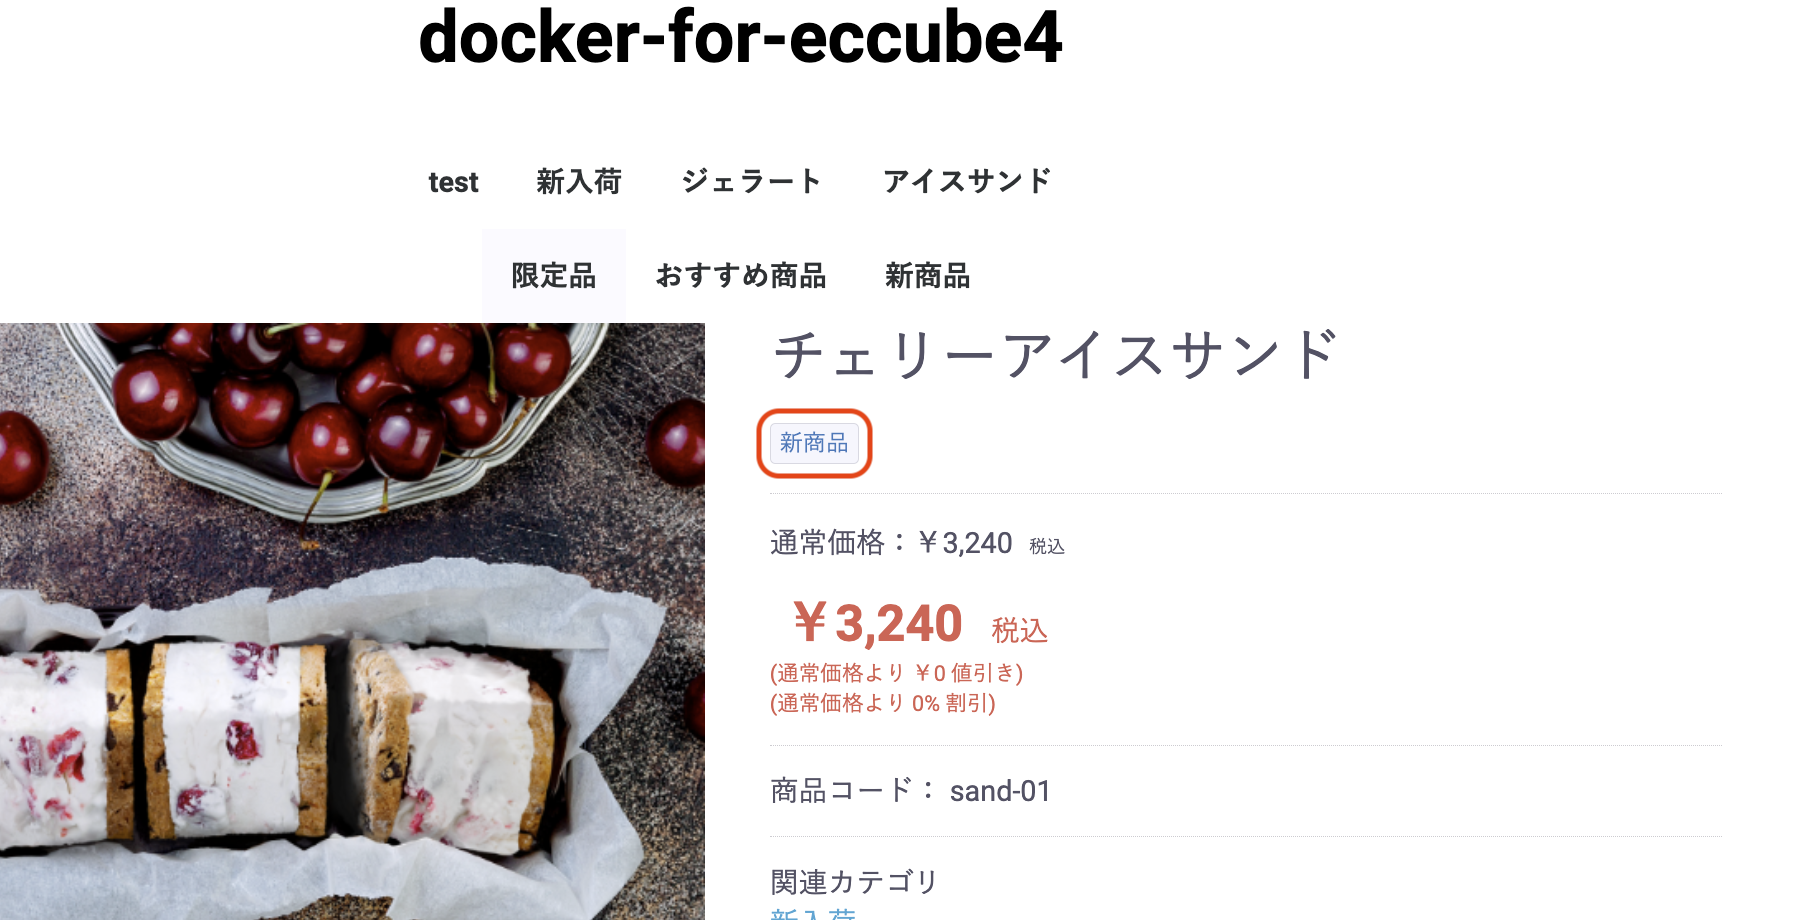 docker-for-eccube4
test 新入荷 ジェラート アイスサンド
限定品 おすすめ商品 新商品
チェリーアイスサンド
新商品
通常価格：￥3,240 税込
￥3,240 税込
(通常価格より ￥0 値引き)
(通常価格より 0% 割引)
商品コード： sand-01
関連カテゴリ
新入荷